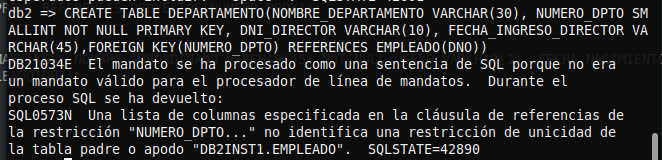 db2 => CREATE TABLE DEPARTAMENTO(NOMBRE_DEPARTAMENTO VARCHAR(30), NUMERO_DPTO SM
ALLINT NOT NULL PRIMARY KEY, DNI_DIRECTOR VARCHAR(10), FECHA_INGRESO_DIRECTOR VA
RCHAR(45),FOREIGN KEY(NUMERO_DPTO) REFERENCES EMPLEADO(DNO))
DB21034E  El mandato se ha procesado como una sentencia de SQL porque no era
un mandato válido para el procesador de línea de mandatos.  Durante el
proceso SQL se ha devuelto:
SQL0573N  Una lista de columnas especificada en la cláusula de referencias de
la restricción "NUMERO_DPTO..." no identifica una restricción de unicidad de
la tabla padre o apodo "DB2INST1.EMPLEADO".  SQLSTATE=42890